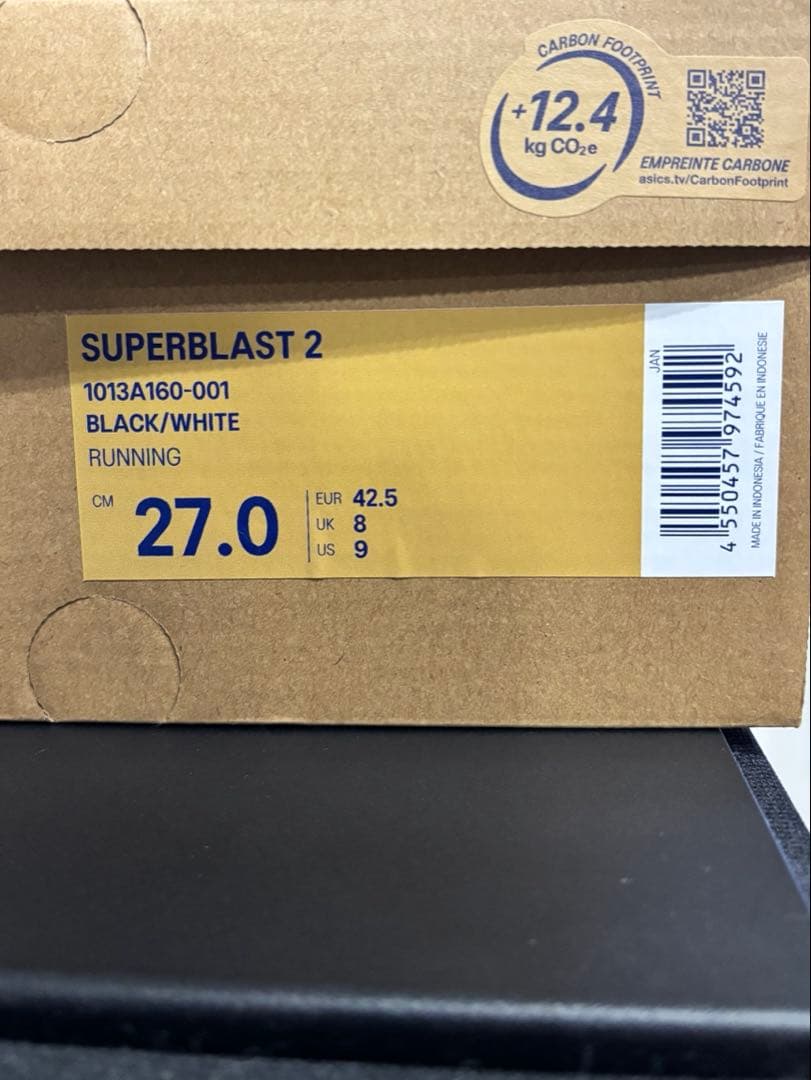 CARBON FOOTPRINT
+12.4
kg CO₂e
EMPREINTE CARBONE
asics.tv/CarbonFootprint
SUPERBLAST 2
1013A160-001
BLACK/WHITE
RUNNING
CM 27.0
EUR 42.5
UK 8
US 9
JAN
4 550457 974592
MADE IN INDONESIA / FABRIQUE EN INDONESIE